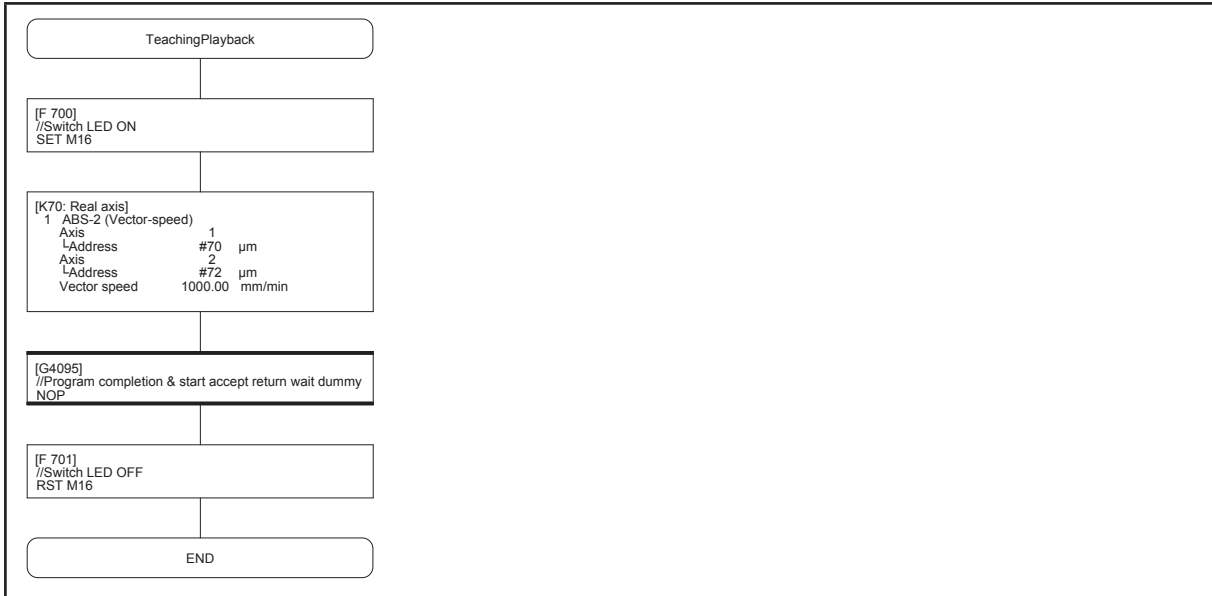 TeachingPlayback
[F 700]
//Switch LED ON
SET M16
[K70: Real axis]
1 ABS-2 (Vector-speed)
Axis 1
└Address #70 µm
Axis 2
└Address #72 µm
Vector speed 1000.00 mm/min
[G4095]
//Program completion & start accept return wait dummy
NOP
[F 701]
//Switch LED OFF
RST M16
END